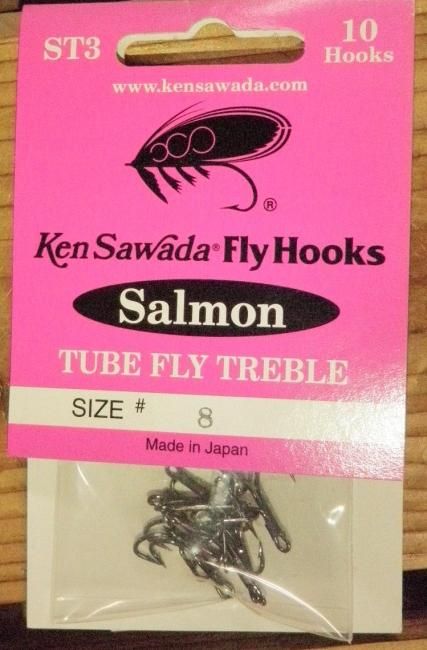 ST3
10
Hooks
www.kensawada.com
®
Ken Sawada® Fly Hooks
Salmon
TUBE FLY TREBLE
SIZE # 8
Made in Japan